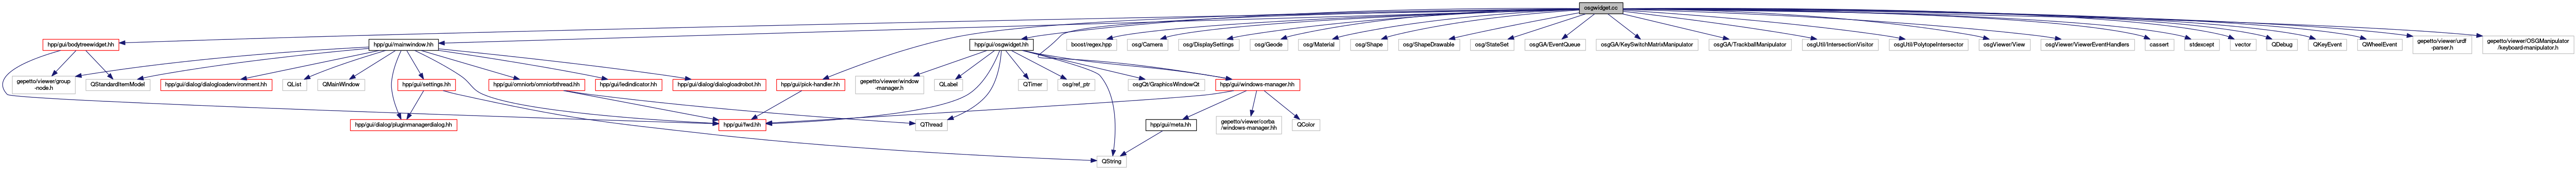 osgwidget.cc
hpp/gui/bodytreewidget.hh
hpp/gui/mainwindow.hh
hpp/gui/osgwidget.hh
boost/regex.hpp
osg/Camera
osg/DisplaySettings
osg/Geode
osg/Material
osg/Shape
osg/ShapeDrawable
osg/StateSet
osgGA/EventQueue
osgGA/KeySwitchMatrixManipulator
osgGA/TrackballManipulator
osgUtil/IntersectionVisitor
osgUtil/PolytopeIntersector
osgViewer/View
osgViewer/ViewerEventHandlers
cassert
stdexcept
vector
QDebug
QKeyEvent
QWheelEvent
gepetto/viewer/urdf
-parser.h
gepetto/viewer/OSGManipulator
/keyboard-manipulator.h
gepetto/viewer/group
-node.h
QStandardItemModel
hpp/gui/dialog/dialogloadenvironment.hh
QList
QMainWindow
hpp/gui/settings.hh
hpp/gui/omniorb/omniorbthread.hh
hpp/gui/ledindicator.hh
hpp/gui/dialog/dialogloadrobot.hh
hpp/gui/pick-handler.hh
gepetto/viewer/window
-manager.h
QLabel
QTimer
osg/ref_ptr
osgQt/GraphicsWindowQt
hpp/gui/windows-manager.hh
hpp/gui/dialog/pluginmanagerdialog.hh
hpp/gui/fwd.hh
QThread
hpp/gui/meta.hh
gepetto/viewer/corba
/windows-manager.hh
QColor
QString